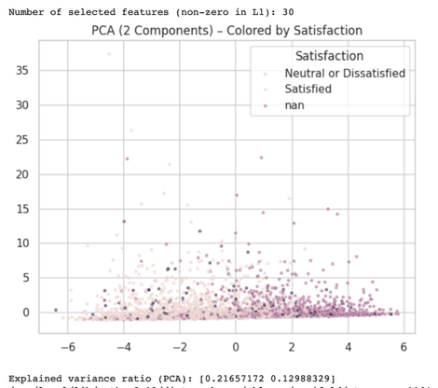 Number of selected features (non-zero in L1): 30
PCA (2 Components) – Colored by Satisfaction
Satisfaction
Neutral or Dissatisfied
Satisfied
nan
35
30
25
20
15
10
5
0
−6 −4 −2 0 2 4 6
Explained variance ratio (PCA): [0.21657172 0.12988329]